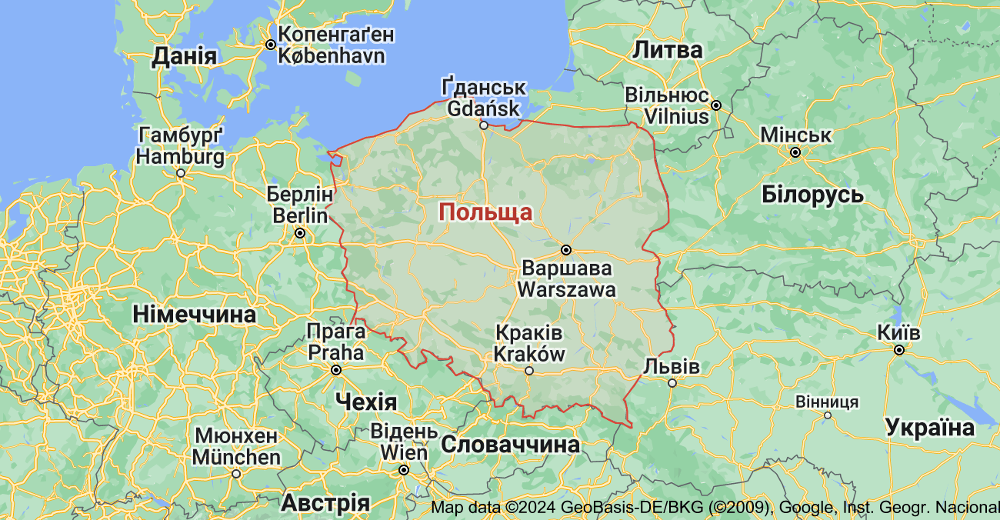 Копенгаґен
København
Данія
Литва
Ґданськ
Gdańsk
Вільнюс
Vilnius
Гамбурґ
Hamburg
Мінськ
Білорусь
Берлін
Berlin
Польща
Варшава
Warszawa
Німеччина
Прага
Praha
Краків
Kraków
Київ
Львів
Чехія
Вінниця
Україна
Мюнхен
München
Відень
Wien
Словаччина
Австрія
Map data ©2024 GeoBasis-DE/BKG (©2009), Google, Inst. Geogr. Nacional